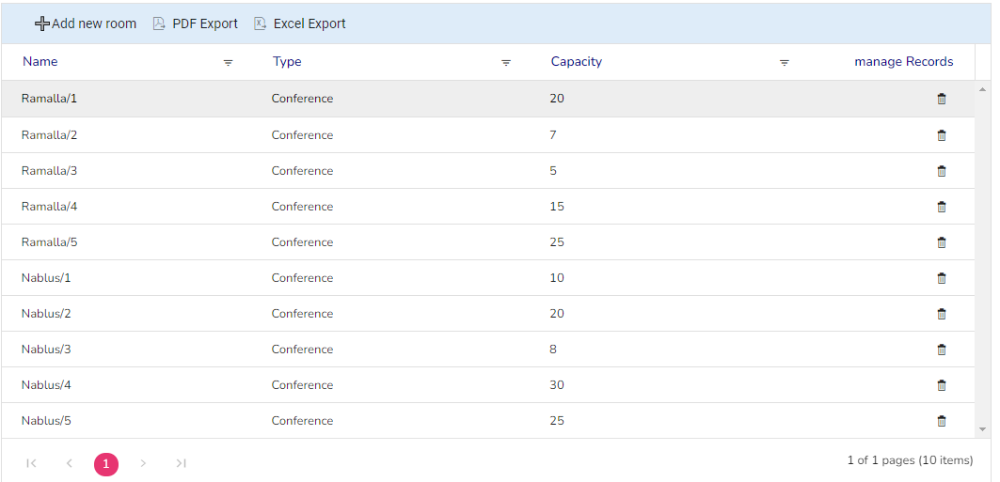 Add new room PDF Export Excel Export
Name Type Capacity manage Records
Ramalla/1 Conference 20
Ramalla/2 Conference 7
Ramalla/3 Conference 5
Ramalla/4 Conference 15
Ramalla/5 Conference 25
Nablus/1 Conference 10
Nablus/2 Conference 20
Nablus/3 Conference 8
Nablus/4 Conference 30
Nablus/5 Conference 25
1 1 of 1 pages (10 items)